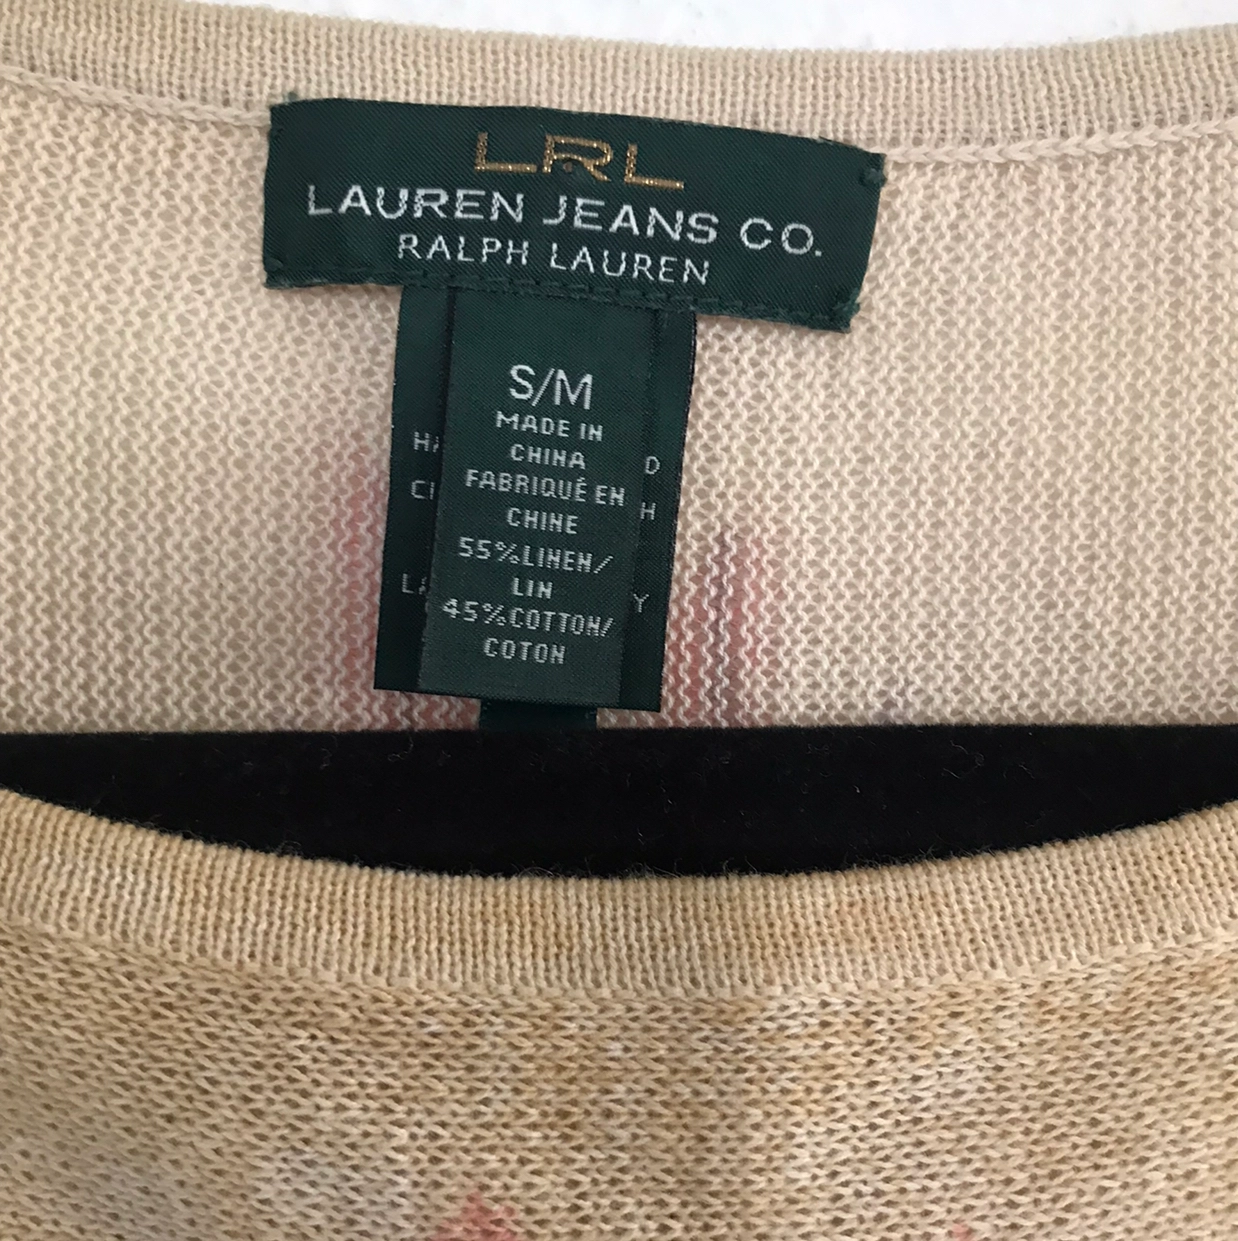 LRL
LAUREN JEANS CO.
RALPH LAUREN
S/M
MADE IN
CHINA
FABRIQUÉ EN
CHINE
55%LINEN/
LIN
45%COTTON/
COTON